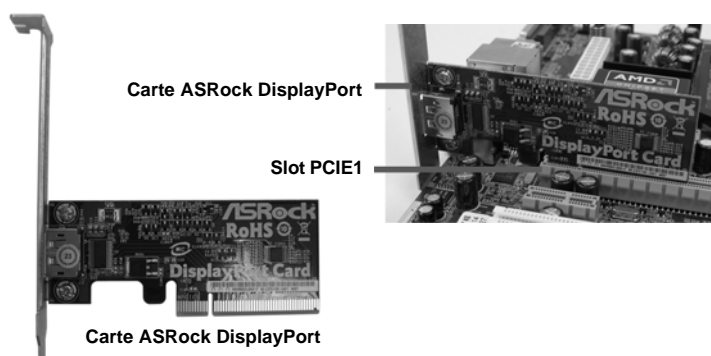 Carte ASRock DisplayPort
Slot PCIE1
AMD
ASRock
RoHS
DisplayPort Card
ASRock
RoHS
DisplayPort Card
Carte ASRock DisplayPort